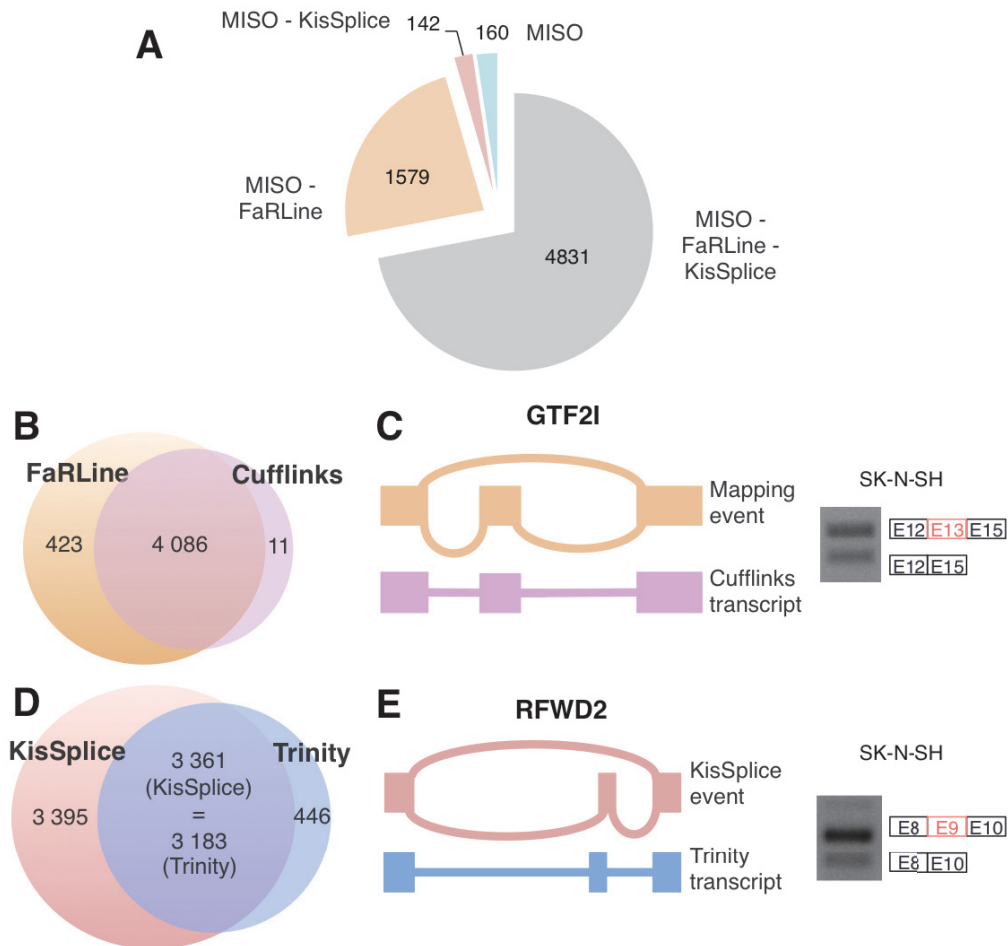 A
MISO - KisSplice
142
160
MISO
1579
MISO -
FaRLine
4831
MISO -
FaRLine -
KisSplice
B
FaRLine
Cufflinks
423
4 086
11
C
GTF2I
Mapping
event
Cufflinks
transcript
SK-N-SH
E12 E13 E15
E12 E15
D
KisSplice
Trinity
3 395
3 361
(KisSplice)
=
3 183
(Trinity)
446
E
RFWD2
KisSplice
event
Trinity
transcript
SK-N-SH
E8 E9 E10
E8 E10